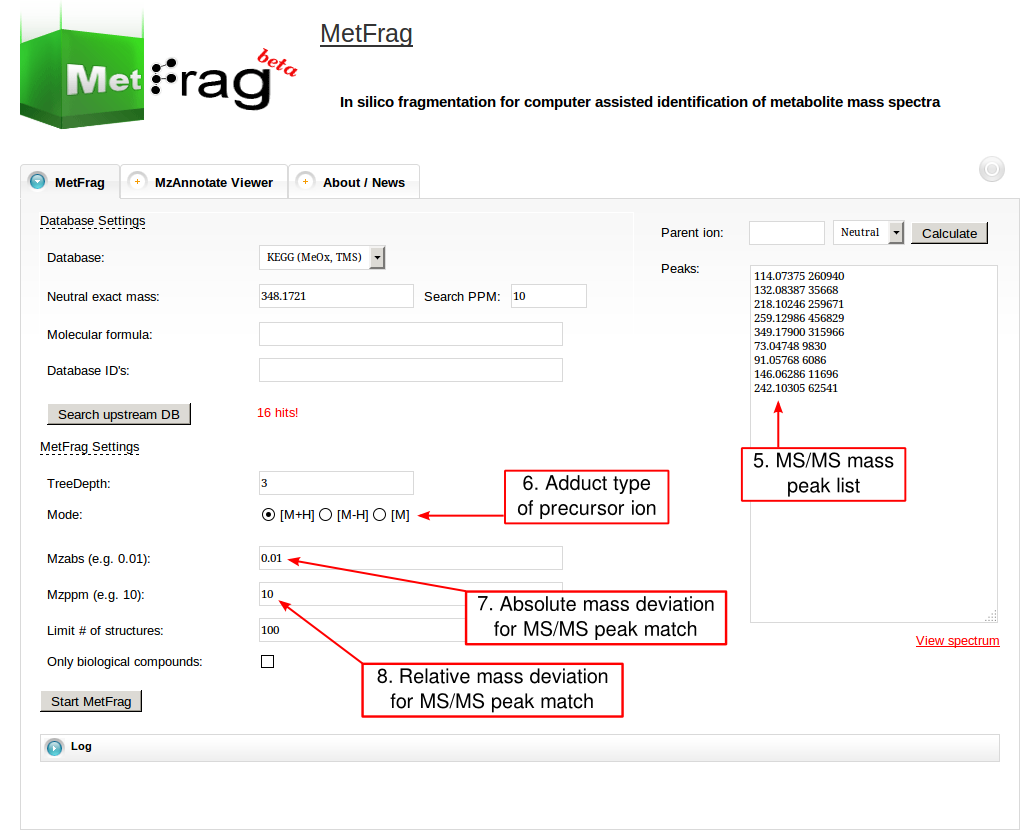 MetFrag
Met Frag beta
In silico fragmentation for computer assisted identification of metabolite mass spectra
MetFrag
MzAnnotate Viewer
About / News
Database Settings
Database: KEGG (MeOx, TMS)
Neutral exact mass: 348.1721 Search PPM: 10
Molecular formula:
Database ID's:
Search upstream DB 16 hits!
MetFrag Settings
TreeDepth: 3
Mode: [M+H] [M-H] [M]
6. Adduct type
of precursor ion
Mzabs (e.g. 0.01): 0.01
Mzppm (e.g. 10): 10
7. Absolute mass deviation
for MS/MS peak match
Limit # of structures: 100
Only biological compounds:
8. Relative mass deviation
for MS/MS peak match
Start MetFrag
Parent ion: Neutral Calculate
Peaks:
114.07375 260940
132.08387 35668
218.10246 259671
259.12986 456829
349.17900 315966
73.04748 9830
91.05768 6086
146.06286 11696
242.10305 62541
5. MS/MS mass
peak list
View spectrum
Log